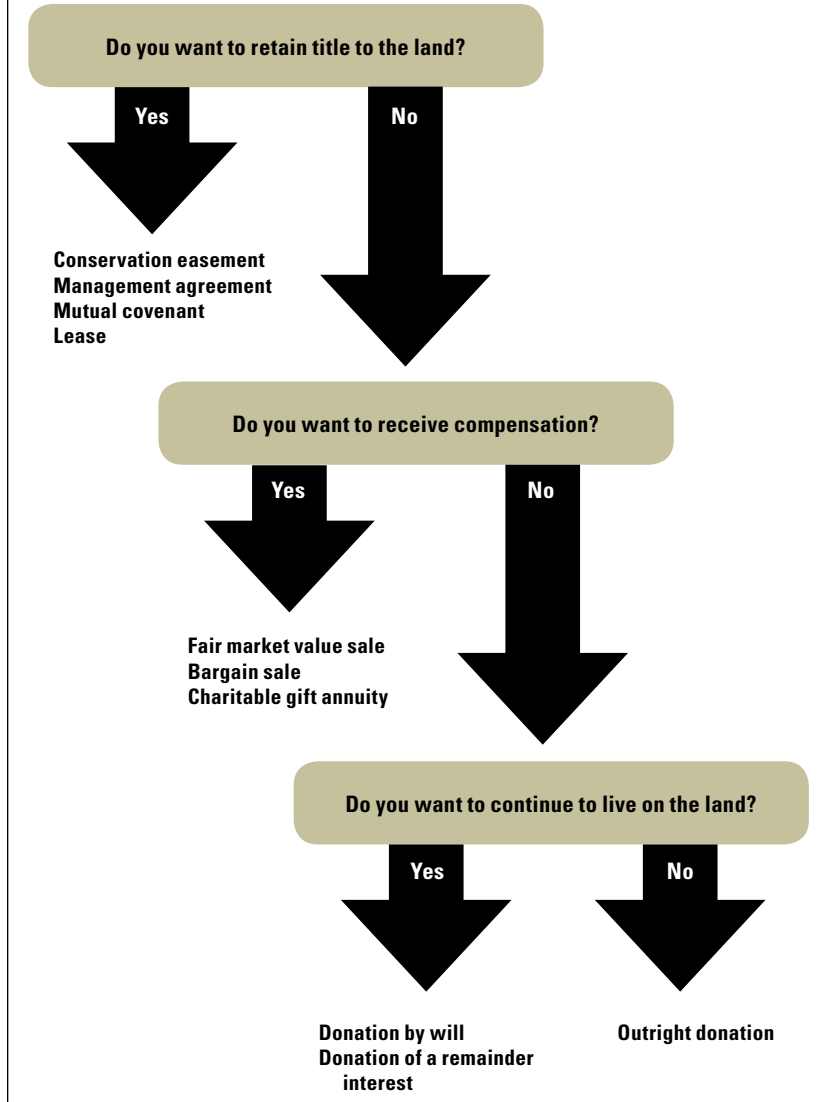 Do you want to retain title to the land?
Yes
No
Conservation easement
Management agreement
Mutual covenant
Lease
Do you want to receive compensation?
Yes
No
Fair market value sale
Bargain sale
Charitable gift annuity
Do you want to continue to live on the land?
Yes
No
Donation by will
Donation of a remainder
interest
Outright donation